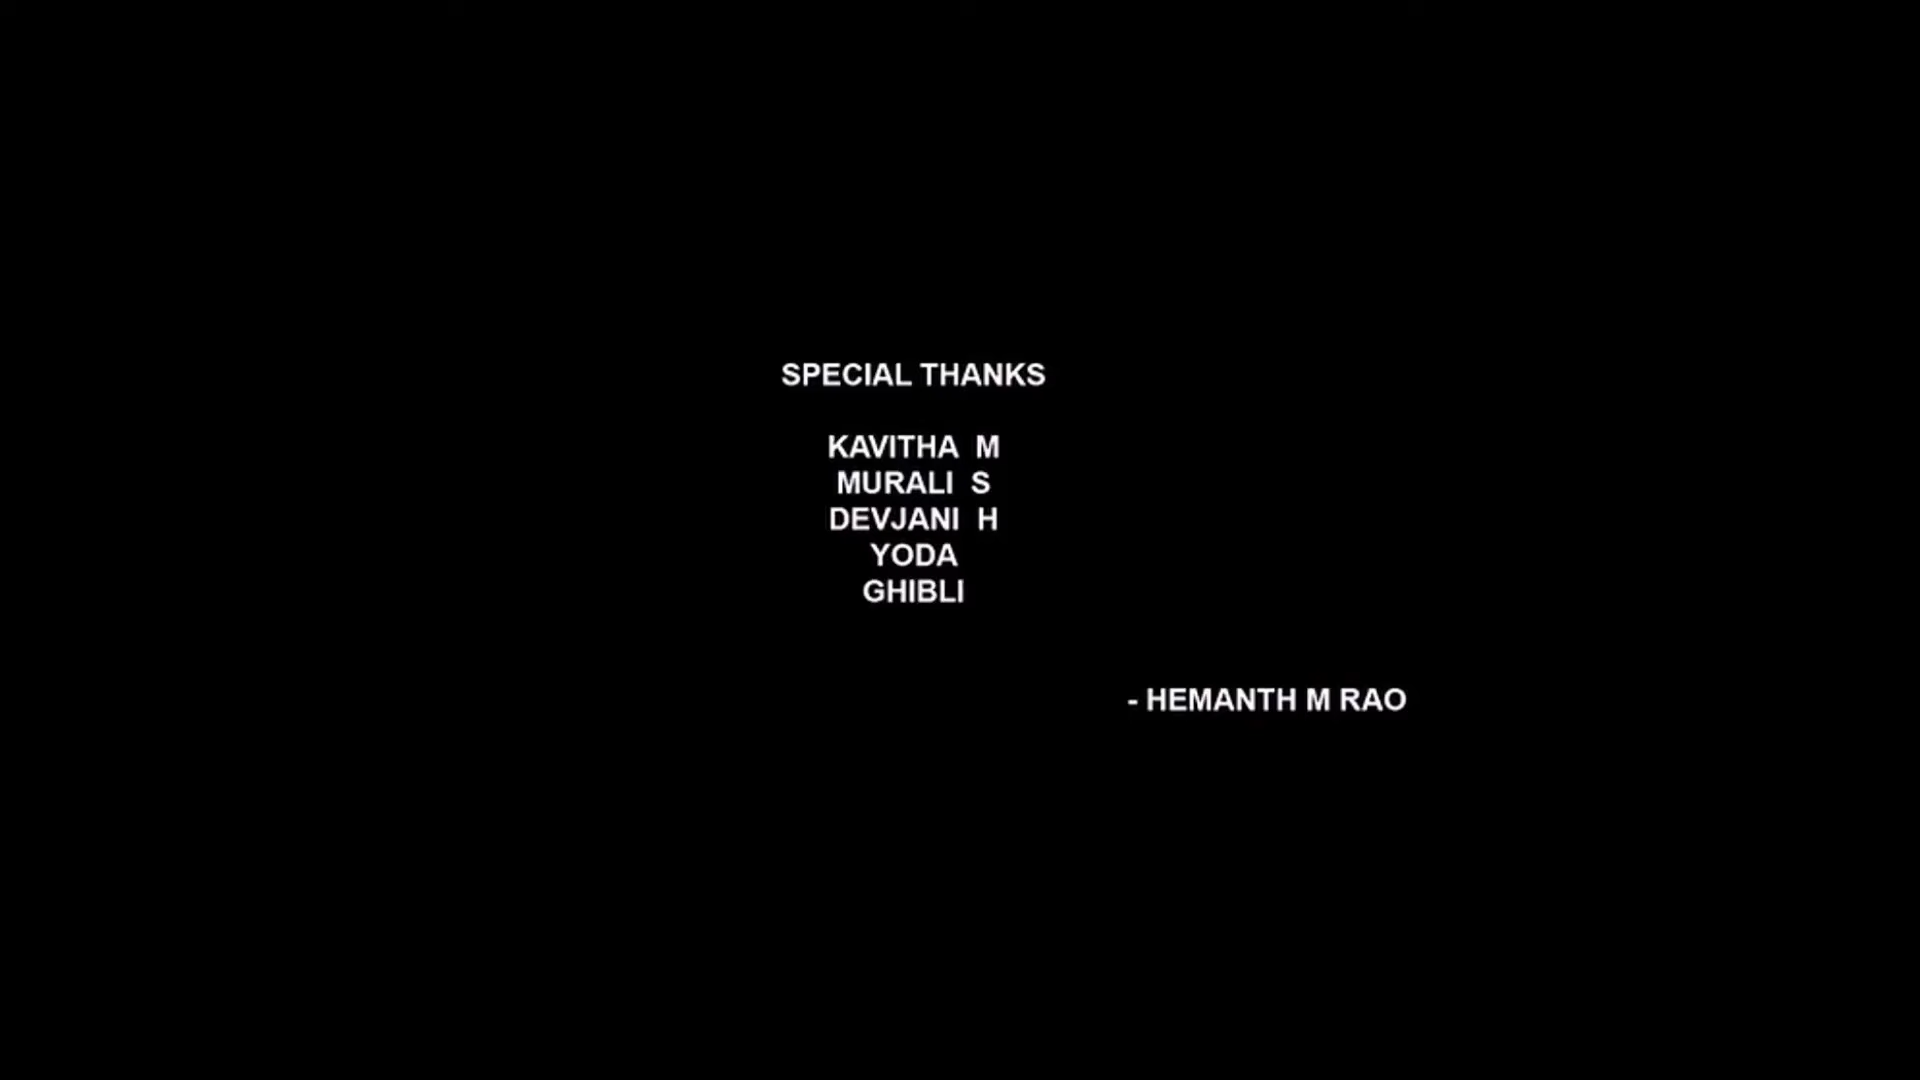 SPECIAL THANKS
KAVITHA M
MURALI S
DEVJANI H
YODA
GHIBLI
- HEMANTH M RAO